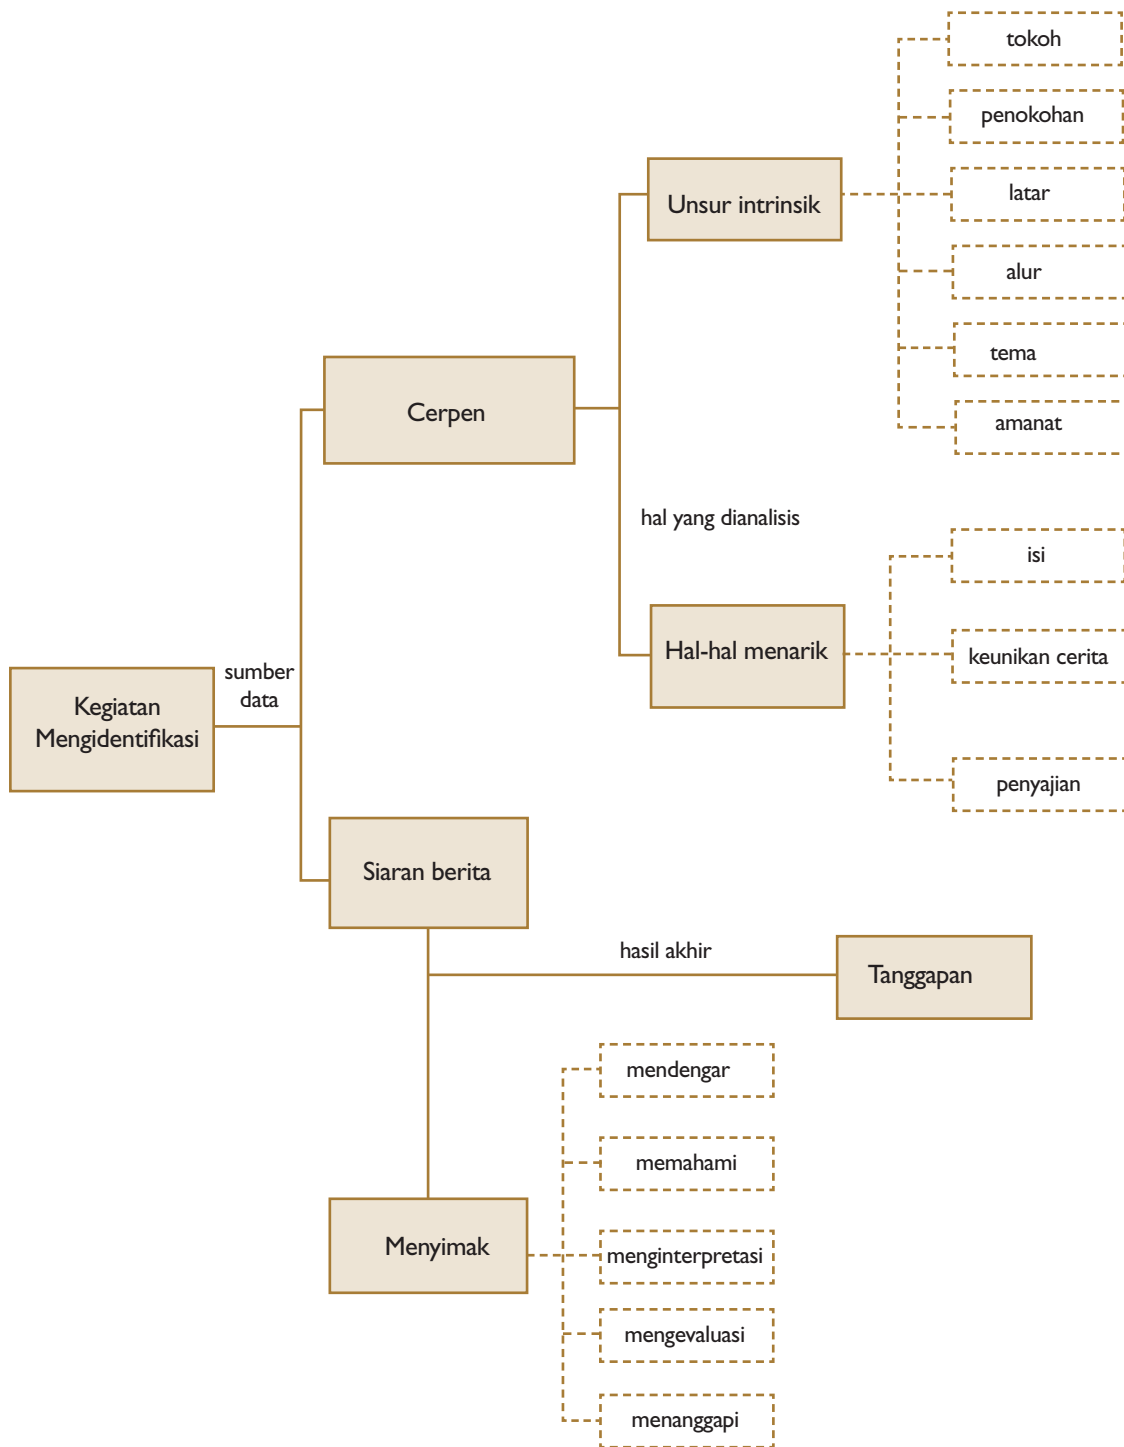 tokoh
penokohan
latar
Unsur intrinsik
alur
tema
amanat
Cerpen
hal yang dianalisis
isi
Hal-hal menarik
keunikan cerita
penyajian
sumber
data
Kegiatan
Mengidentifikasi
Siaran berita
hasil akhir
Tanggapan
mendengar
memahami
Menyimak
menginterpretasi
mengevaluasi
menanggapi